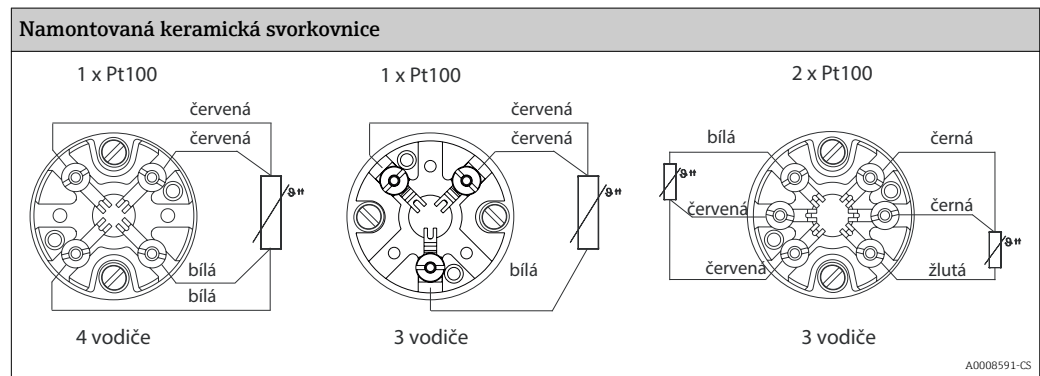 Namontovaná keramická svorkovnice
1 x Pt100
červená
červená
bílá
bílá
4 vodiče
1 x Pt100
červená
červená
bílá
3 vodiče
2 x Pt100
bílá
černá
červená
černá
červená
žlutá
3 vodiče
A0008591-CS